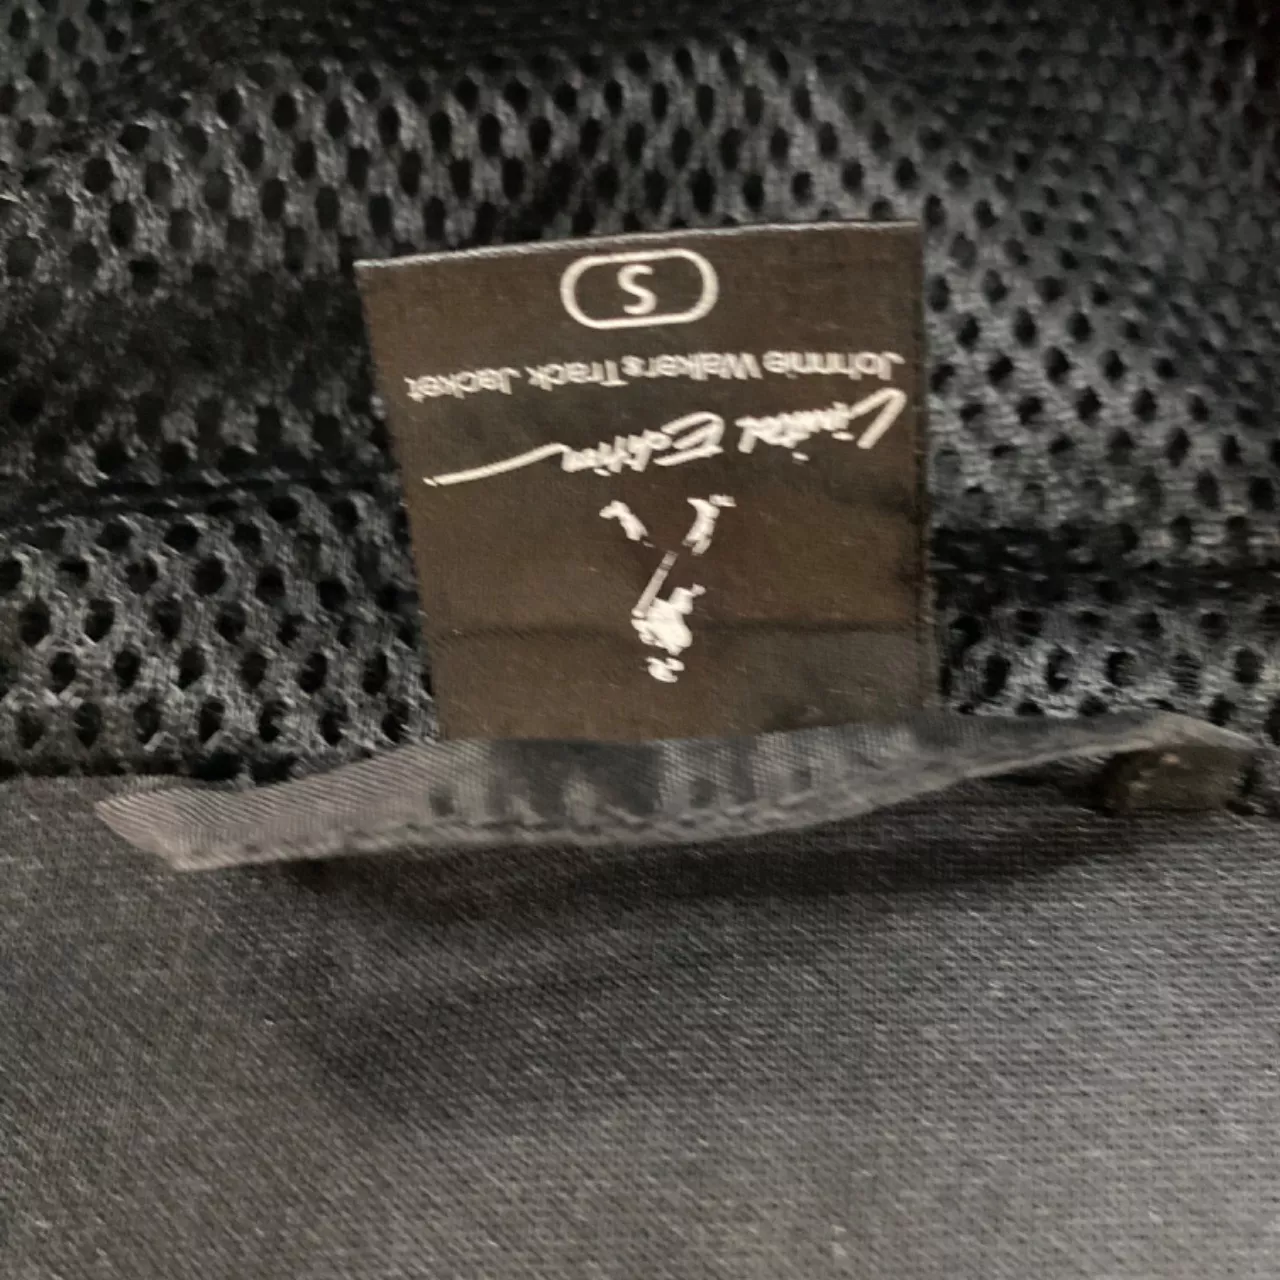 Limited Edition
Johnnie Walkers Track Jacket
S